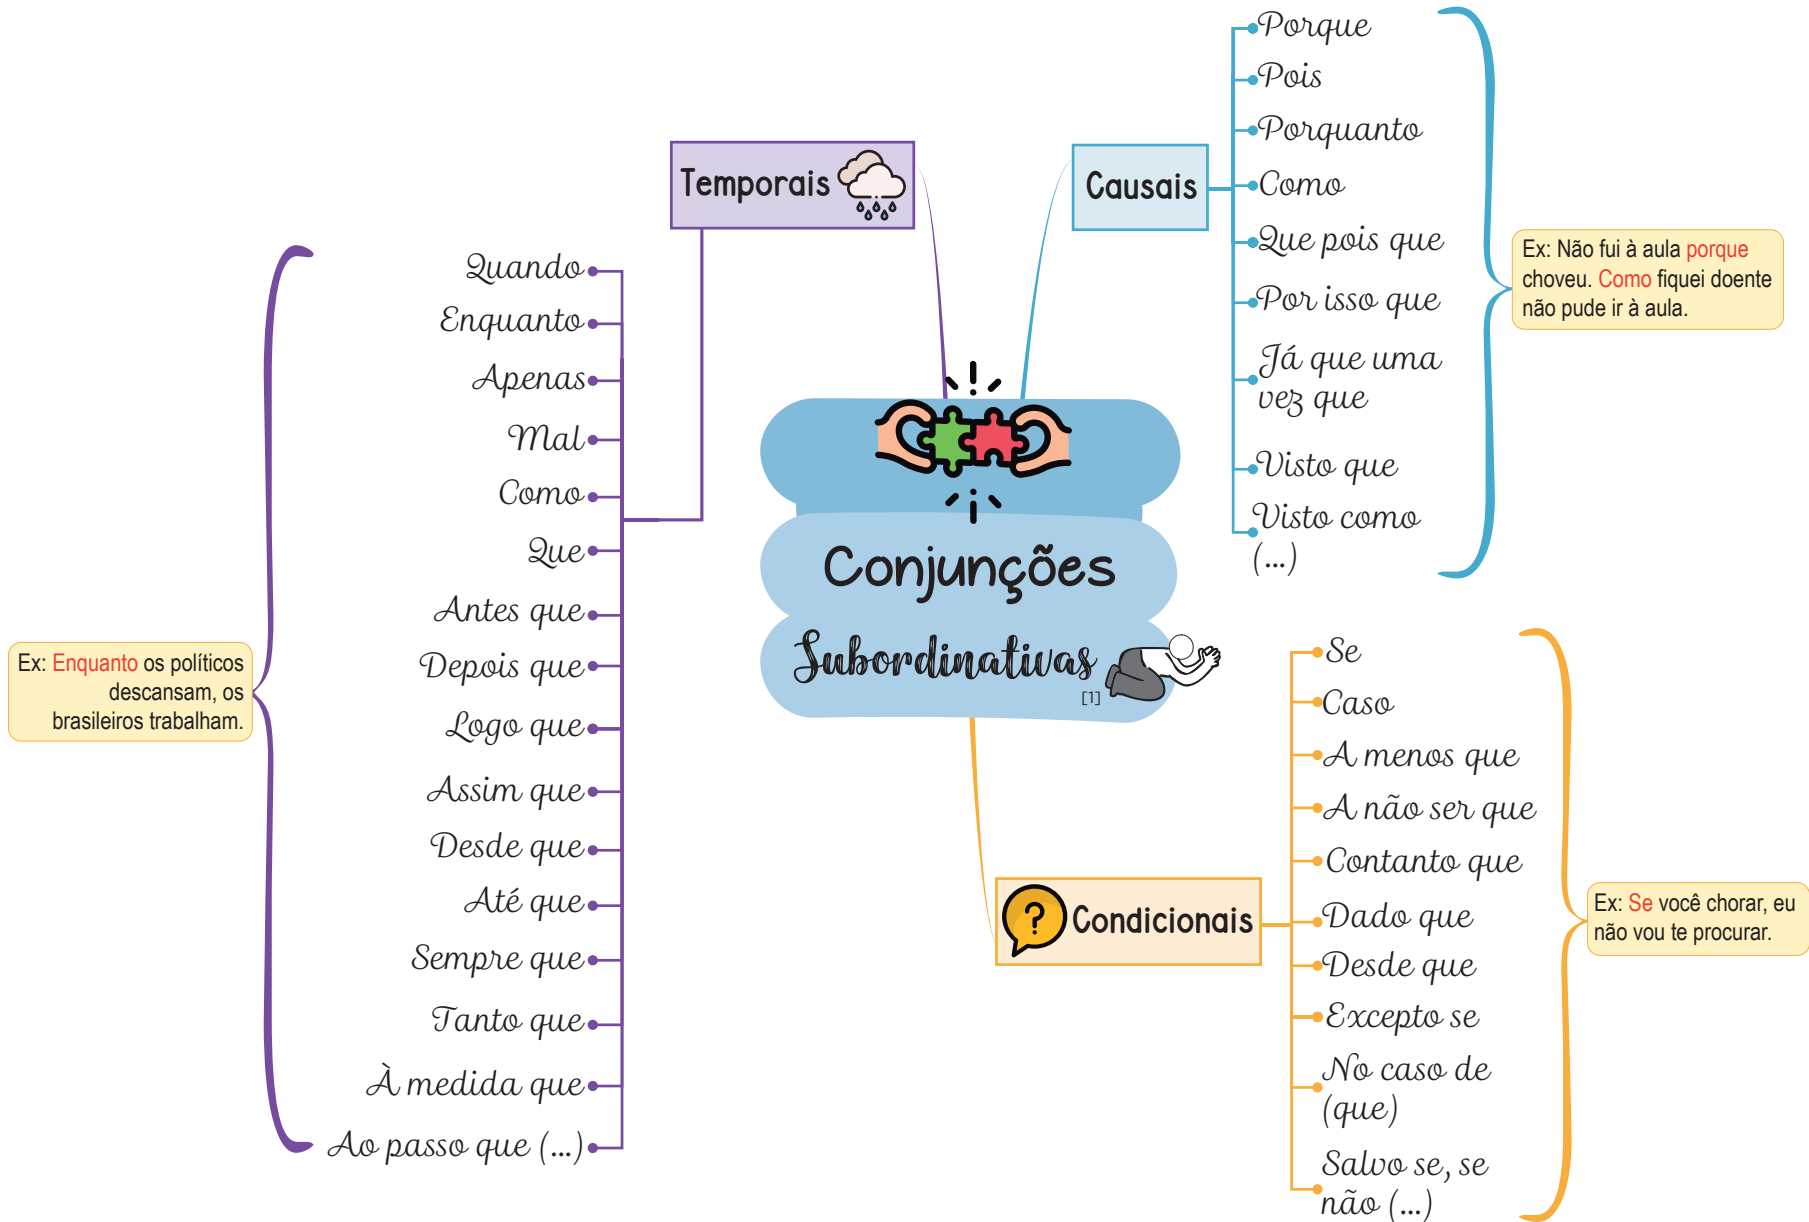 Conjunções
Subordinativas
[1]
Temporais
Quando
Enquanto
Apenas
Mal
Como
Que
Antes que
Depois que
Logo que
Assim que
Desde que
Até que
Sempre que
Tanto que
À medida que
Ao passo que (...)
Ex: Enquanto os políticos
descansam, os
brasileiros trabalham.
Causais
Porque
Pois
Porquanto
Como
Que pois que
Por isso que
Já que uma
vez que
Visto que
Visto como
(...)
Ex: Não fui à aula porque
choveu. Como fiquei doente
não pude ir à aula.
?
Condicionais
Se
Caso
A menos que
A não ser que
Contanto que
Dado que
Desde que
Excepto se
No caso de
(que)
Salvo se, se
não (...)
Ex: Se você chorar, eu
não vou te procurar.